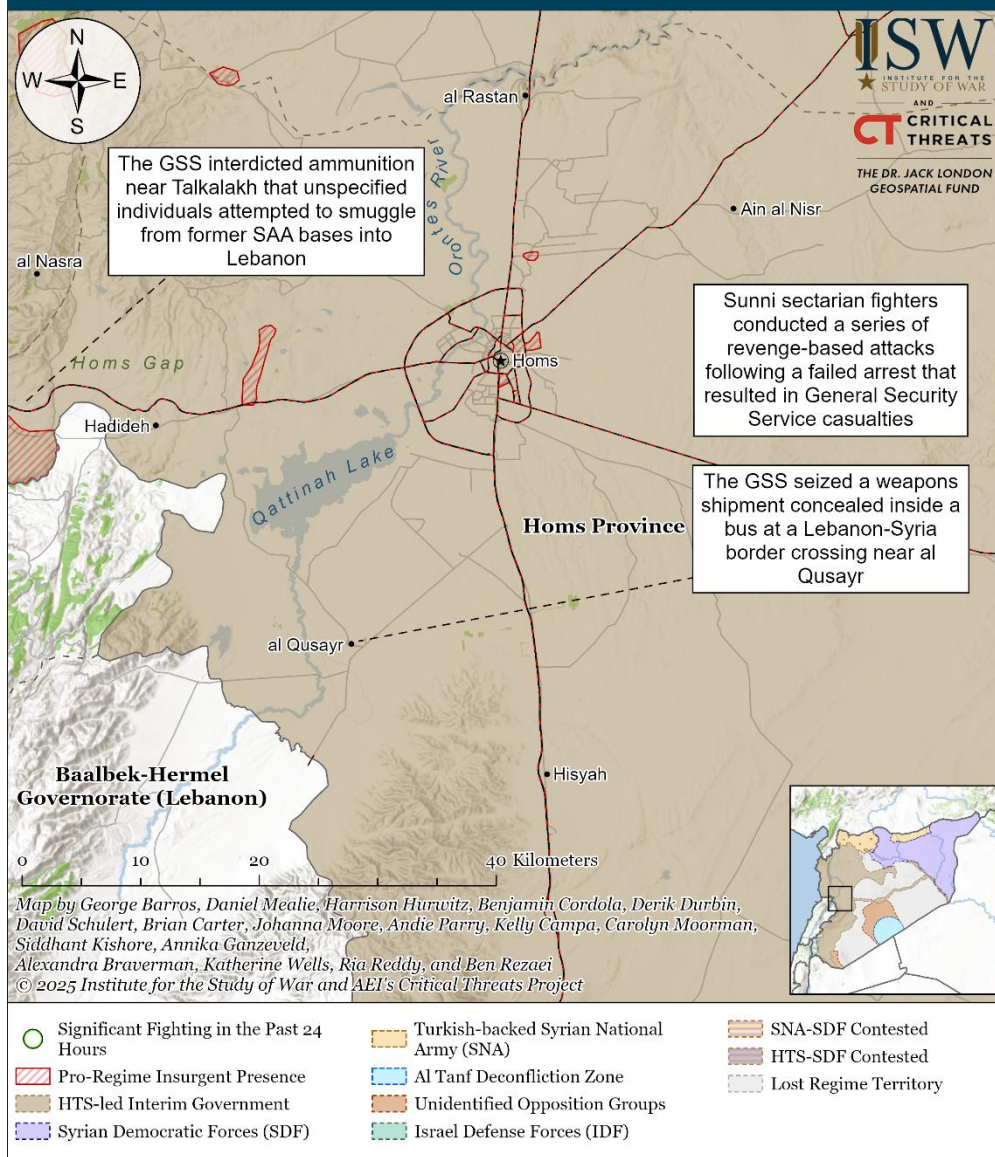 N
W E
S
ISW
INSTITUTE FOR THE
STUDY OF WAR
AND
CT CRITICAL
THREATS
THE DR. JACK LONDON
GEOSPATIAL FUND
al Rastan
The GSS interdicted ammunition
near Talkalakh that unspecified
individuals attempted to smuggle
from former SAA bases into
Lebanon
Orontes River
Ain al Nisr
al Nasra
Sunni sectarian fighters
conducted a series of
revenge-based attacks
following a failed arrest that
resulted in General Security
Service casualties
Homs Gap
Homs
Hadideh
Qattinah Lake
The GSS seized a weapons
shipment concealed inside a
bus at a Lebanon-Syria
border crossing near al
Qusayr
Homs Province
al Qusayr
Baalbek-Hermel
Governorate (Lebanon)
Hisyah
0 10 20 40 Kilometers
Map by George Barros, Daniel Mealie, Harrison Hurwitz, Benjamin Cordola, Derik Durbin,
David Schulert, Brian Carter, Johanna Moore, Andie Parry, Kelly Campa, Carolyn Moorman,
Siddhant Kishore, Annika Ganzeveld,
Alexandra Braverman, Katherine Wells, Ria Reddy, and Ben Rezaei
© 2025 Institute for the Study of War and AEI's Critical Threats Project
Significant Fighting in the Past 24
Hours
Pro-Regime Insurgent Presence
HTS-led Interim Government
Syrian Democratic Forces (SDF)
Turkish-backed Syrian National
Army (SNA)
Al Tanf Deconfliction Zone
Unidentified Opposition Groups
Israel Defense Forces (IDF)
SNA-SDF Contested
HTS-SDF Contested
Lost Regime Territory